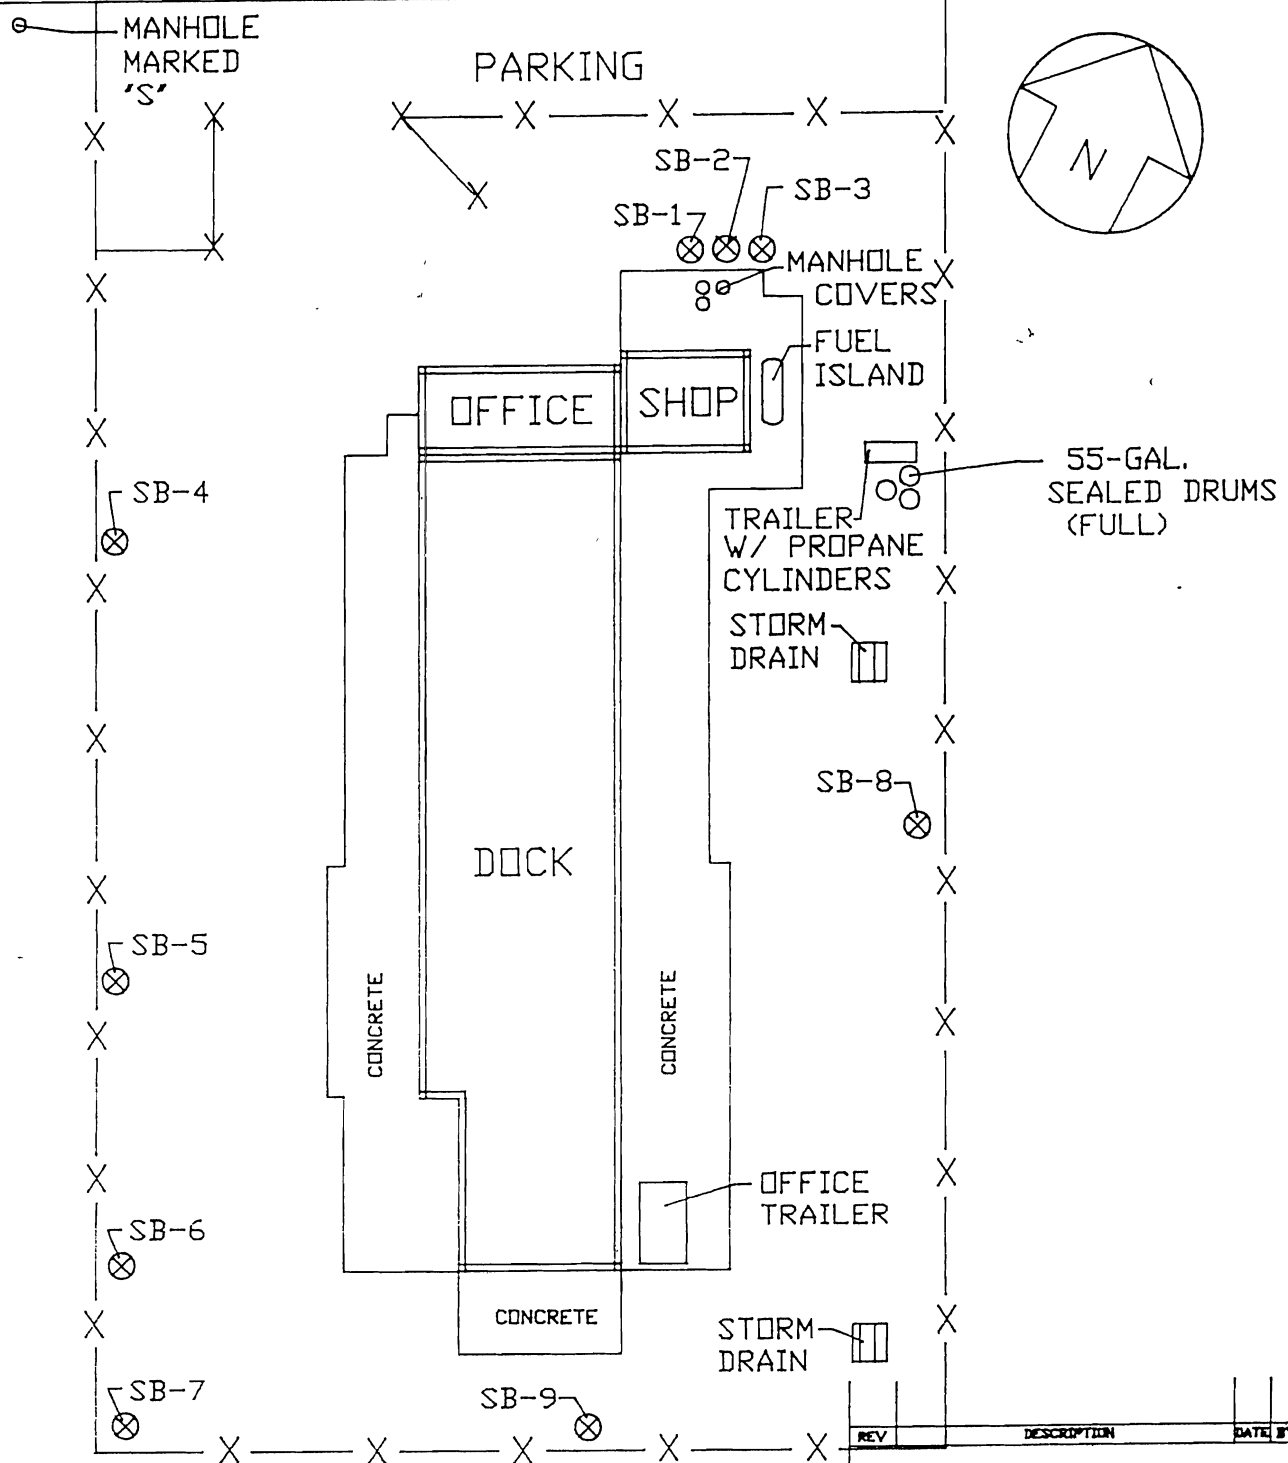 MANHOLE
MARKED
"S"
PARKING
N
SB-2
SB-3
SB-1
MANHOLE
COVERS
FUEL
ISLAND
OFFICE
SHOP
55-GAL.
SEALED DRUMS
(FULL)
SB-4
TRAILER
W/ PROPANE
CYLINDERS
STORM
DRAIN
SB-8
DOCK
SB-5
CONCRETE
CONCRETE
OFFICE
TRAILER
SB-6
CONCRETE
STORM
DRAIN
SB-7
SB-9
REV DESCRIPTION DATE